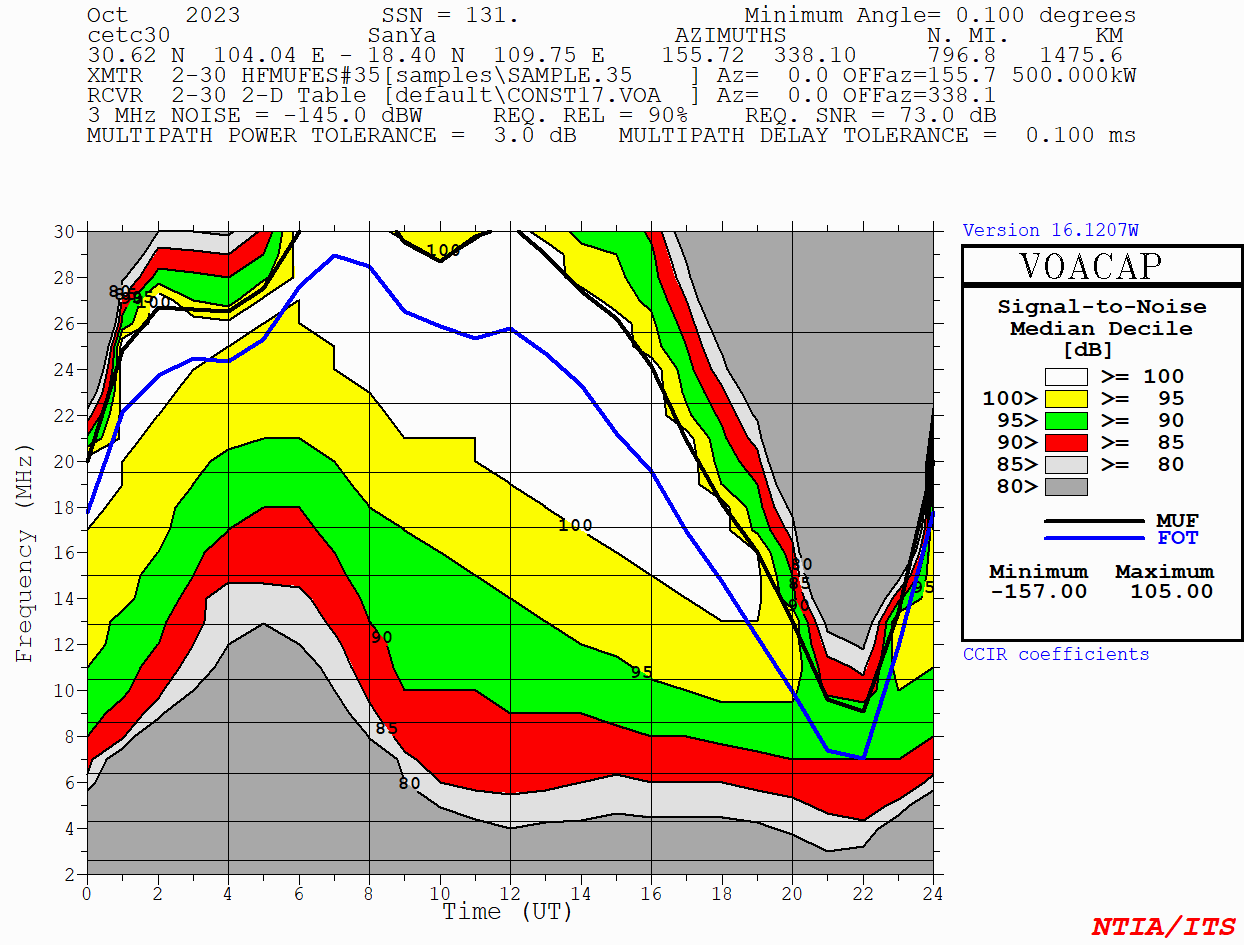 Oct 2023 SSN = 131. Minimum Angle= 0.100 degrees
cetc30 SanYa AZIMUTHS N. MI. KM
30.62 N 104.04 E - 18.40 N 109.75 E 155.72 338.10 796.8 1475.6
XMTR 2-30 HFMUFES#35[samples\SAMPLE.35 ] Az= 0.0 OFFaz=155.7 500.000kW
RCVR 2-30 2-D Table [default\CONST17.VOA ] Az= 0.0 OFFaz=338.1
3 MHz NOISE = -145.0 dBW REQ. REL = 90% REQ. SNR = 73.0 dB
MULTIPATH POWER TOLERANCE = 3.0 dB MULTIPATH DELAY TOLERANCE = 0.100 ms
30
28
26
24
22
20
18
16
14
12
10
8
6
4
2
Frequency (MHz)
0 2 4 6 8 10 12 14 16 18 20 22 24
Time (UT)
80
95
100
100
100
80
85
90
95
90
95
85
80
Version 16.1207W
VOACAP
Signal-to-Noise
Median Decile
[dB]
>= 100
100> >= 95
95> >= 90
90> >= 85
85> >= 80
80>
MUF
FOT
Minimum Maximum
-157.00 105.00
CCIR coefficients
NTIA/ITS